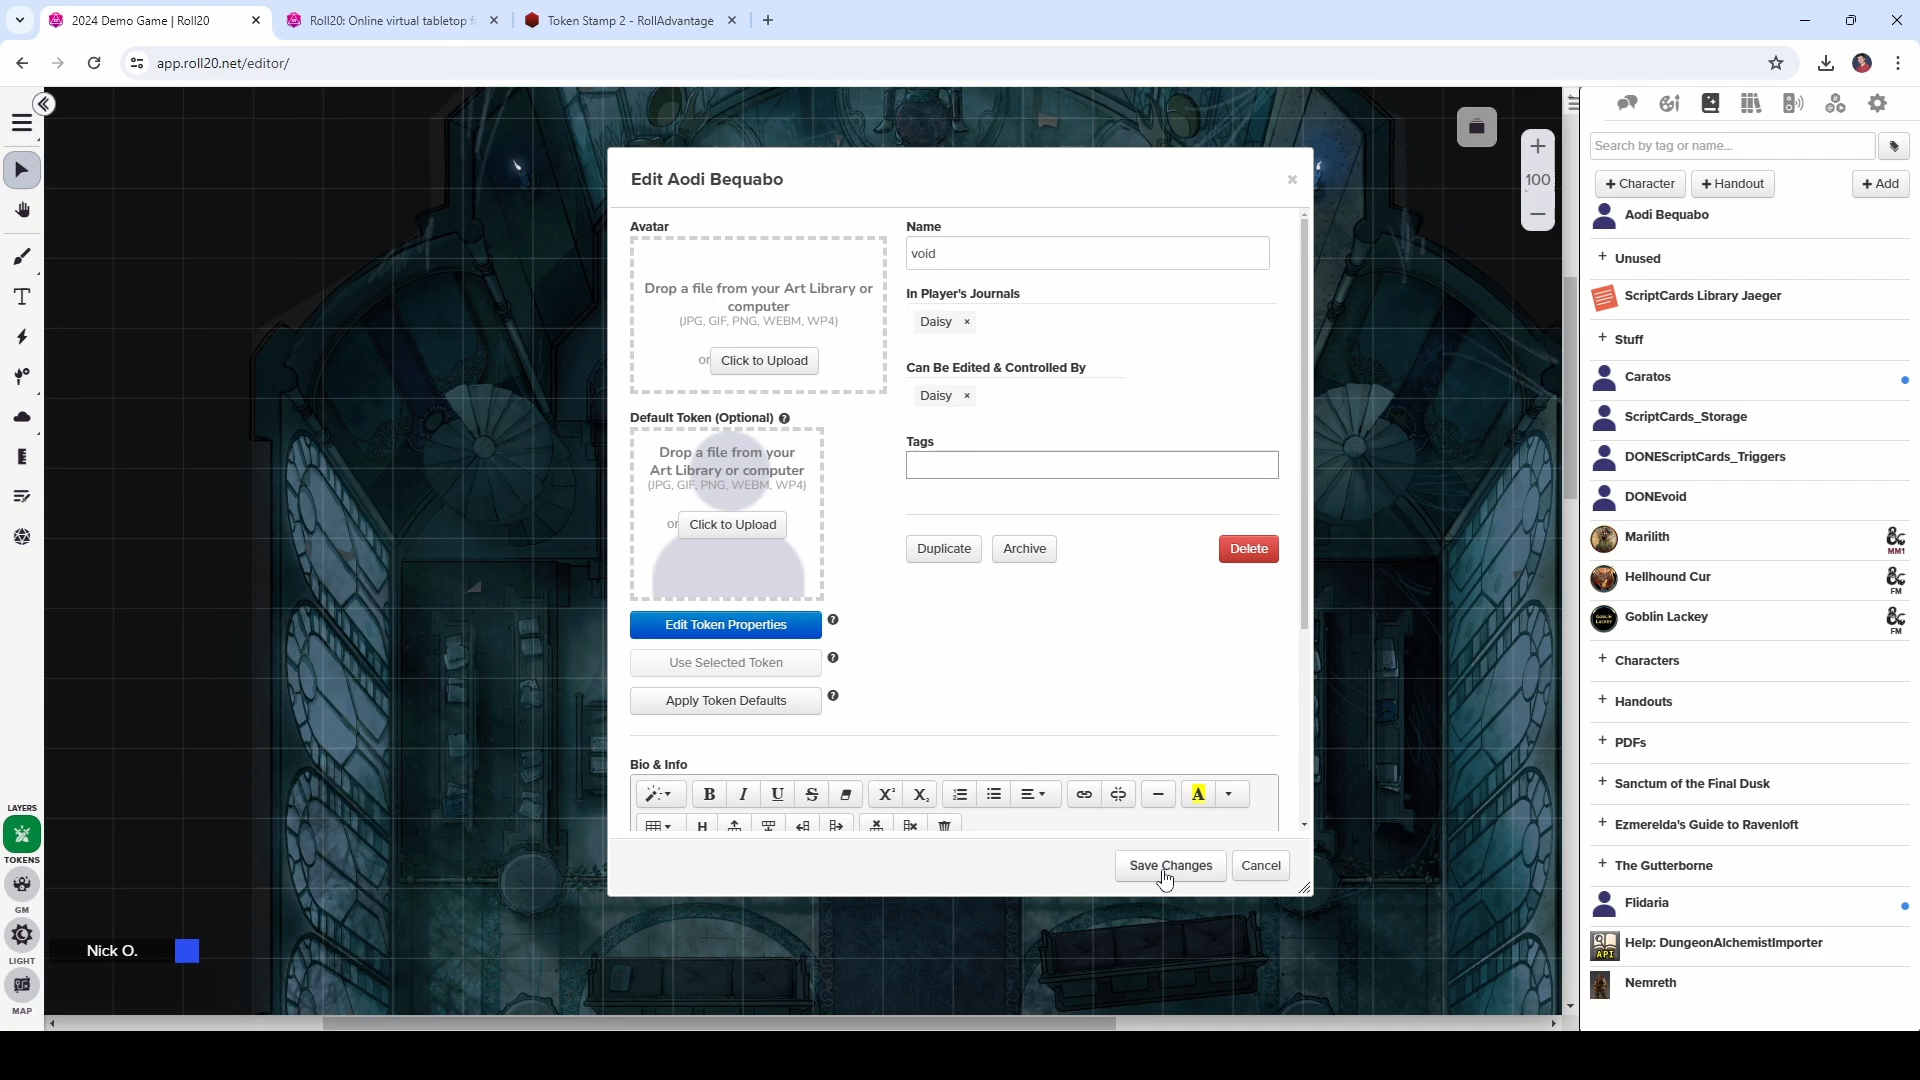 2024 Demo Game | Roll20
Roll20: Online virtual tabletop f
Token Stamp 2 - RollAdvantage
app.roll20.net/editor/
100
Search by tag or name...
+ Character
+ Handout
+ Add
Aodi Bequabo
+ Unused
ScriptCards Library Jaeger
+ Stuff
Caratos
ScriptCards_Storage
DONEScriptCards_Triggers
DONEvoid
Marilith
MM1
Hellhound Cur
FM
Goblin Lackey
FM
+ Characters
+ Handouts
+ PDFs
+ Sanctum of the Final Dusk
+ Ezmerelda's Guide to Ravenloft
+ The Gutterborne
Flidaria
Help: DungeonAlchemistImporter
API
Nemreth
Edit Aodi Bequabo
Avatar
Drop a file from your Art Library or
computer
(JPG, GIF, PNG, WEBM, WP4)
or Click to Upload
Default Token (Optional)
Drop a file from your
Art Library or computer
(JPG, GIF, PNG, WEBM, WP4)
or Click to Upload
Edit Token Properties
Use Selected Token
Apply Token Defaults
Name
void
In Player's Journals
Daisy ×
Can Be Edited & Controlled By
Daisy ×
Tags
Duplicate
Archive
Delete
Bio & Info
Save Changes
Cancel
LAYERS
TOKENS
GM
LIGHT
MAP
Nick O.